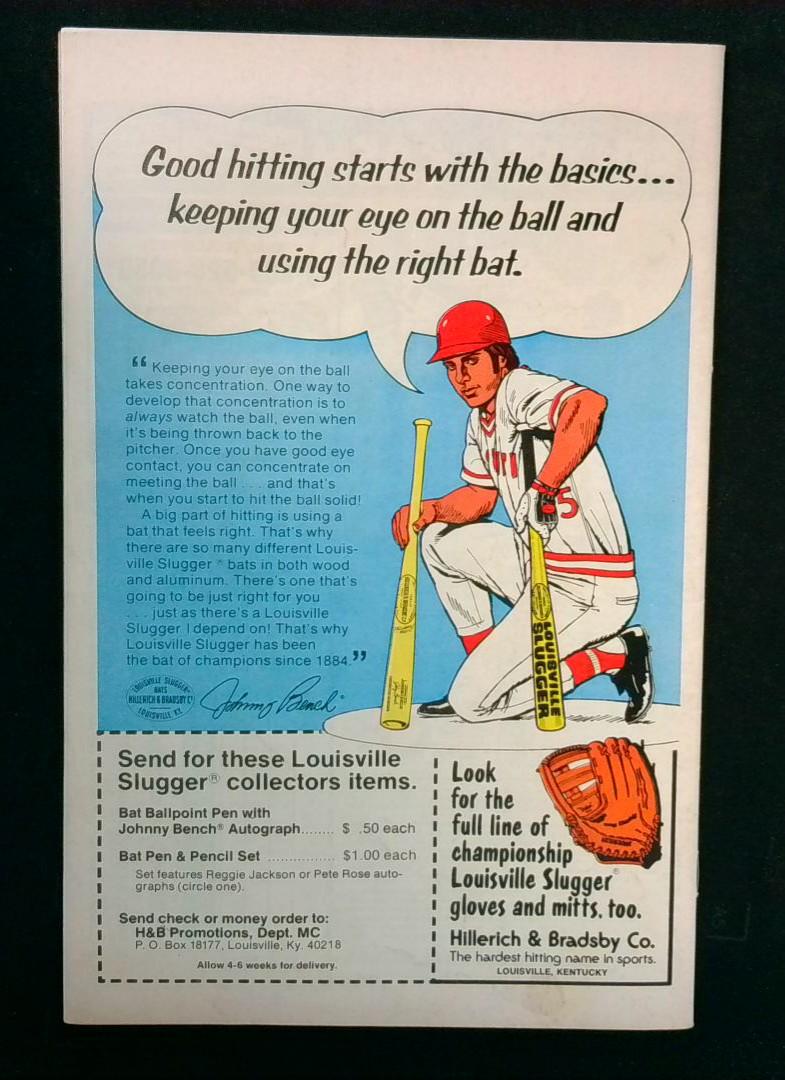 Good hitting starts with the basics...
keeping your eye on the ball and
using the right bat.
“ Keeping your eye on the ball
takes concentration. One way to
develop that concentration is to
always watch the ball, even when
it's being thrown back to the
pitcher. Once you have good eye
contact, you can concentrate on
meeting the ball . . . and that's
when you start to hit the ball solid!
A big part of hitting is using a
bat that feels right. That's why
there are so many different Louis-
ville Slugger® bats in both wood
and aluminum. There's one that's
going to be just right for you
. . . just as there's a Louisville
Slugger I depend on! That's why
Louisville Slugger has been
the bat of champions since 1884.”
LOUISVILLE SLUGGER
BATS
HILLERICH & BRADSBY Co
LOUISVILLE, KY.
Johnny Bench®
5
LOUISVILLE
SLUGGER
Send for these Louisville
Slugger® collectors items.
Bat Ballpoint Pen with
Johnny Bench® Autograph........ $ .50 each
Bat Pen & Pencil Set ................ $1.00 each
Set features Reggie Jackson or Pete Rose auto-
graphs (circle one).
Send check or money order to:
H&B Promotions, Dept. MC
P. O. Box 18177, Louisville, Ky. 40218
Allow 4-6 weeks for delivery.
Look
for the
full line of
championship
Louisville Slugger®
gloves and mitts, too.
Hillerich & Bradsby Co.
The hardest hitting name in sports.
LOUISVILLE, KENTUCKY